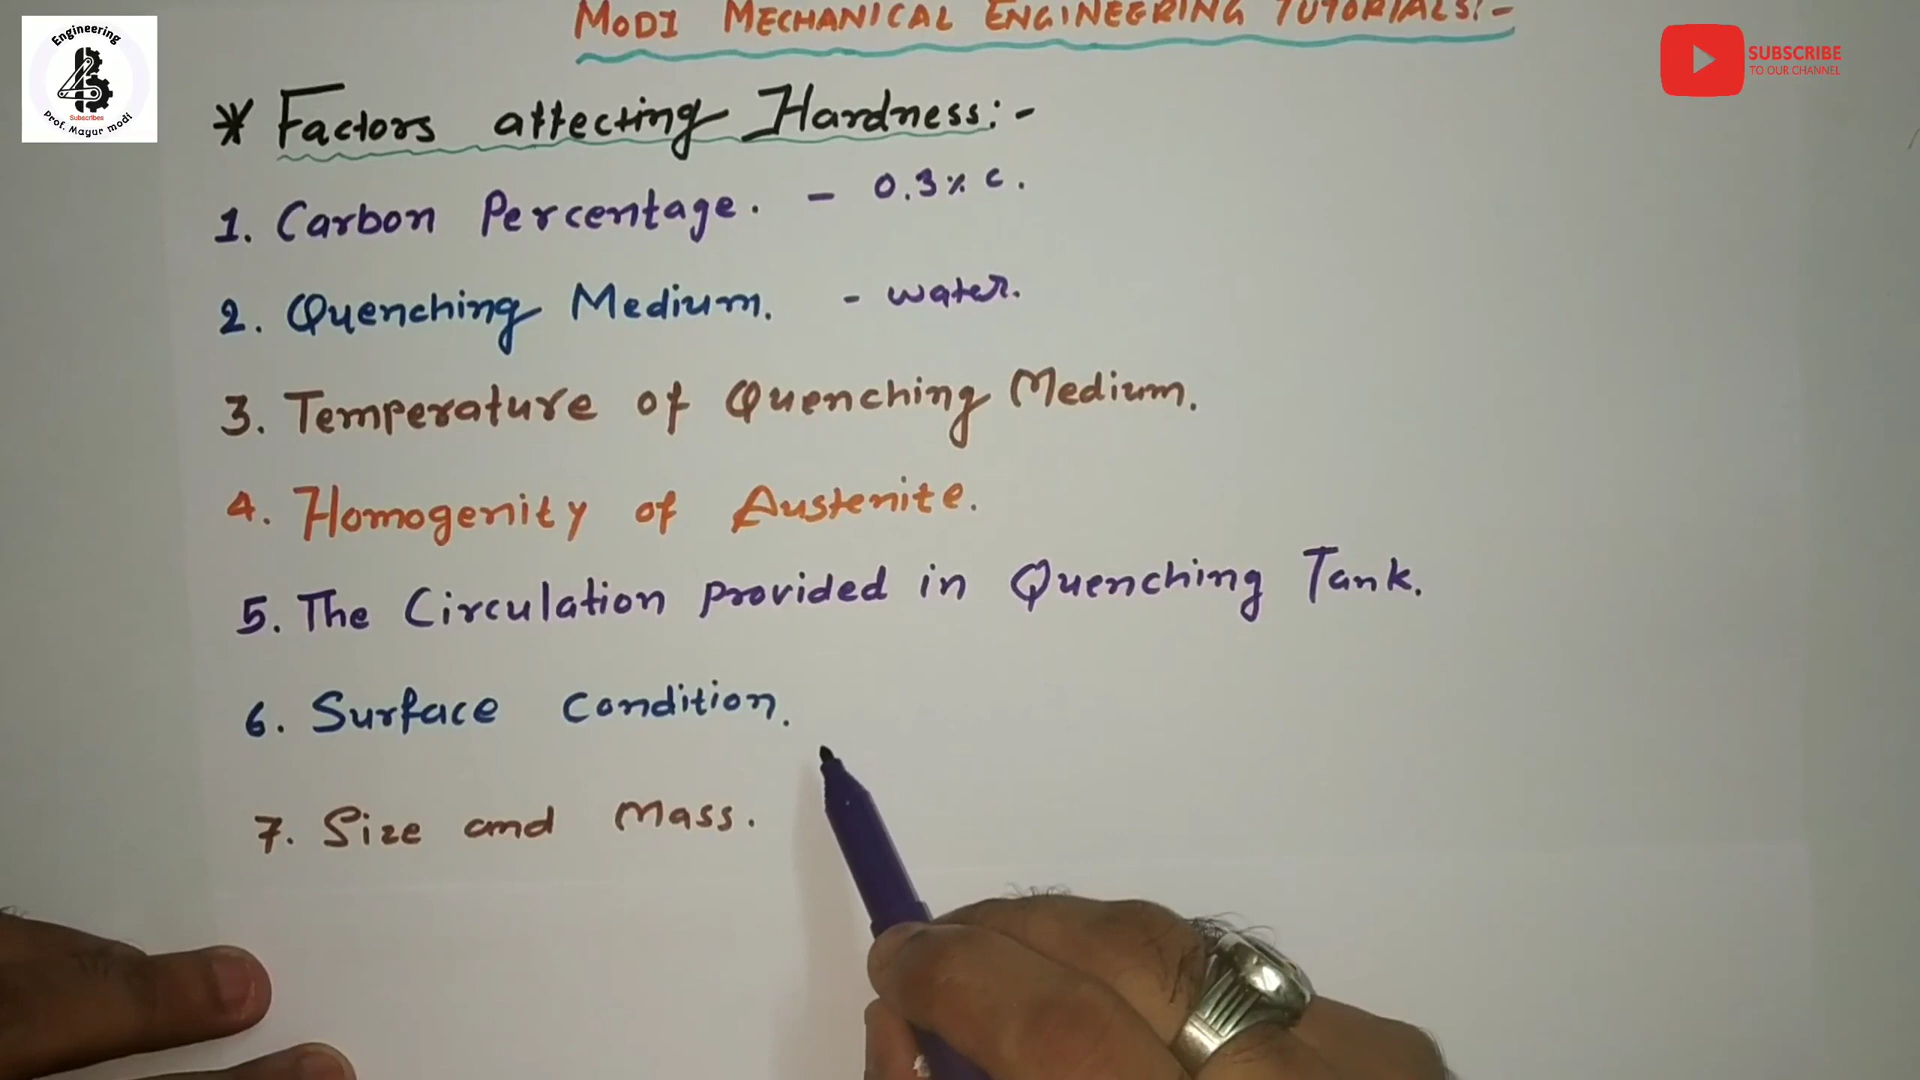 MODI MECHANICAL ENGINEERING TUTORIALS:-
Engineering
Subscribes
Prof. Mayur modi
SUBSCRIBE
TO OUR CHANNEL
* Factors affecting Hardness:-
1. Carbon Percentage. - 0.3% C.
2. Quenching Medium. - water.
3. Temperature of Quenching Medium.
4. Homogenity of Austenite.
5. The Circulation provided in Quenching Tank.
6. Surface Condition.
7. Size and Mass.